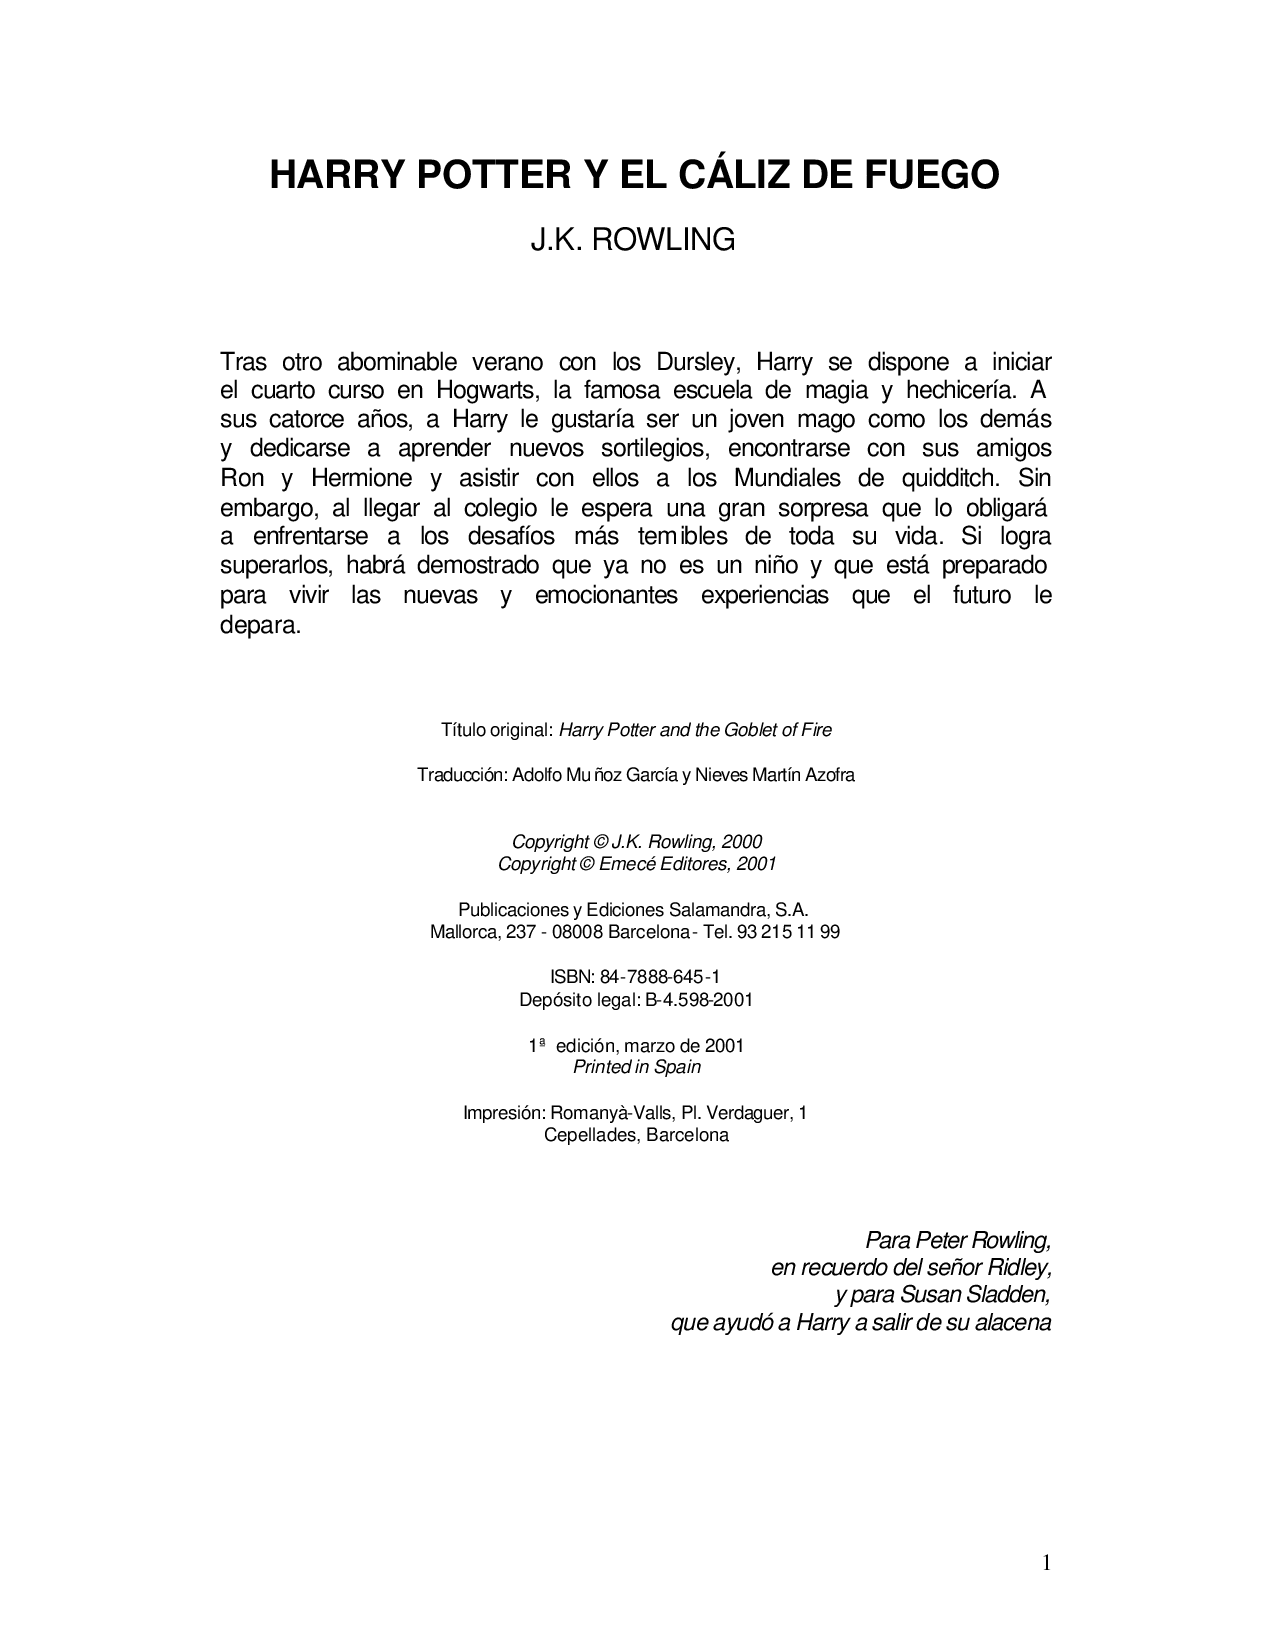 HARRY POTTER Y EL CÁLIZ DE FUEGO
J.K. ROWLING
Tras otro abominable verano con los Dursley, Harry se dispone a iniciar
el cuarto curso en Hogwarts, la famosa escuela de magia y hechicería. A
sus catorce años, a Harry le gustaría ser un joven mago como los demás
y dedicarse a aprender nuevos sortilegios, encontrarse con sus amigos
Ron y Hermione y asistir con ellos a los Mundiales de quidditch. Sin
embargo, al llegar al colegio le espera una gran sorpresa que lo obligará
a enfrentarse a los desafíos más temibles de toda su vida. Si logra
superarlos, habrá demostrado que ya no es un niño y que está preparado
para vivir las nuevas y emocionantes experiencias que el futuro le
depara.
Título original: Harry Potter and the Goblet of Fire
Traducción: Adolfo Muñoz García y Nieves Martín Azofra
Copyright © J.K. Rowling, 2000
Copyright © Emecé Editores, 2001
Publicaciones y Ediciones Salamandra, S.A.
Mallorca, 237 - 08008 Barcelona - Tel. 93 215 11 99
ISBN: 84-7888-645-1
Depósito legal: B-4.598-2001
1ª edición, marzo de 2001
Printed in Spain
Impresión: Romanyà-Valls, Pl. Verdaguer, 1
Cepellades, Barcelona
Para Peter Rowling,
en recuerdo del señor Ridley,
y para Susan Sladden,
que ayudó a Harry a salir de su alacena
1